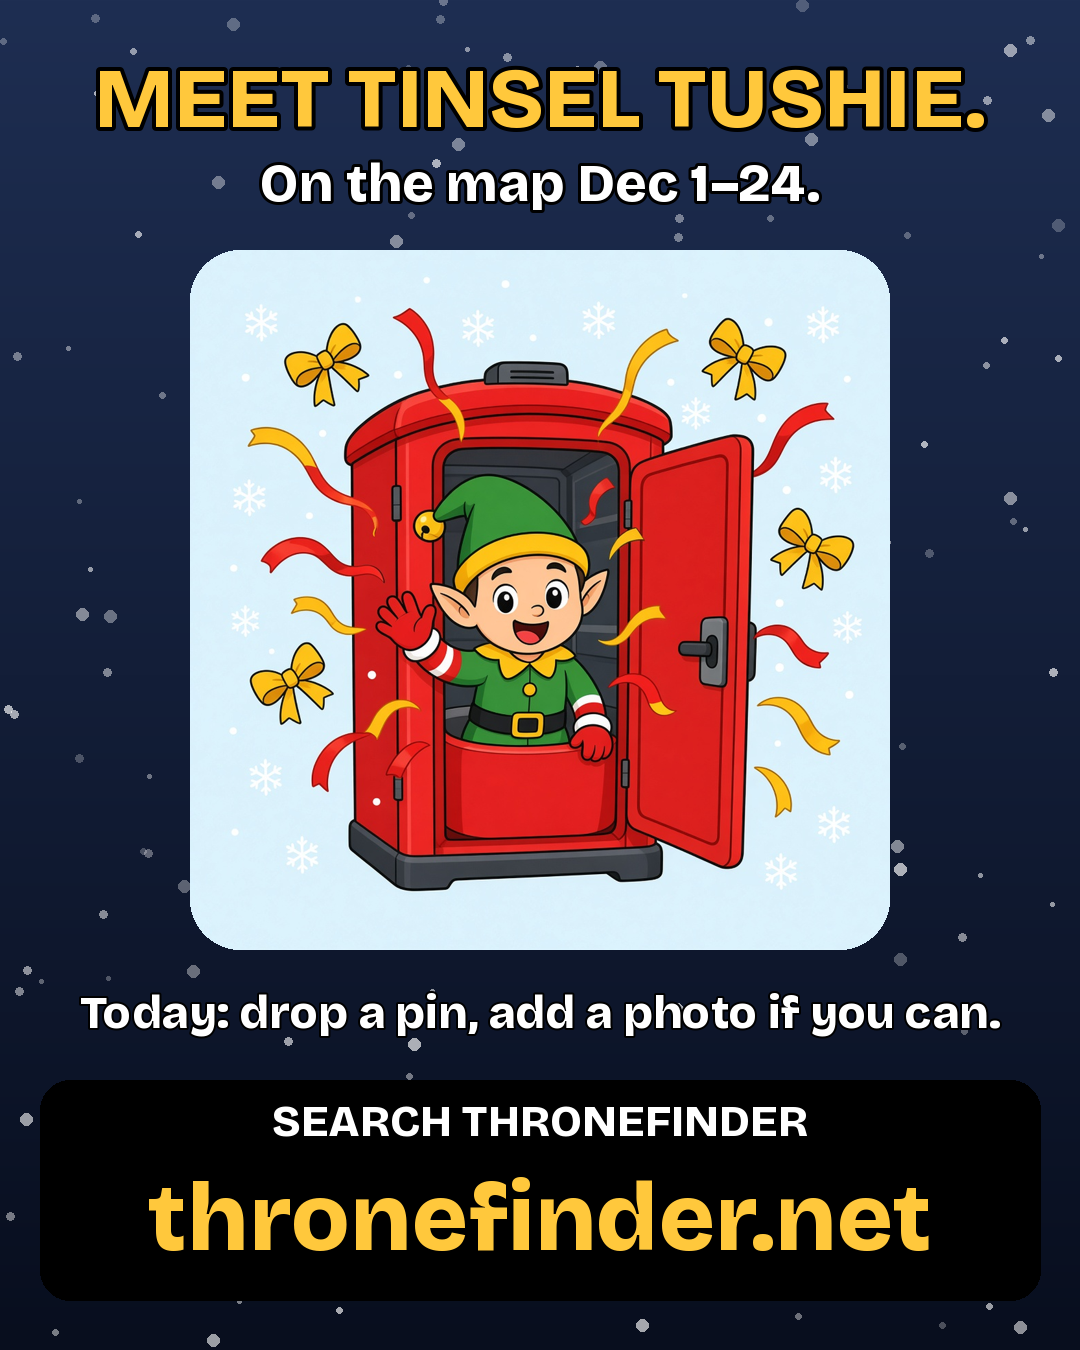 MEET TINSEL TUSHIE.
On the map Dec 1–24.
Today: drop a pin, add a photo if you can.
SEARCH THRONEFINDER
thronefinder.net